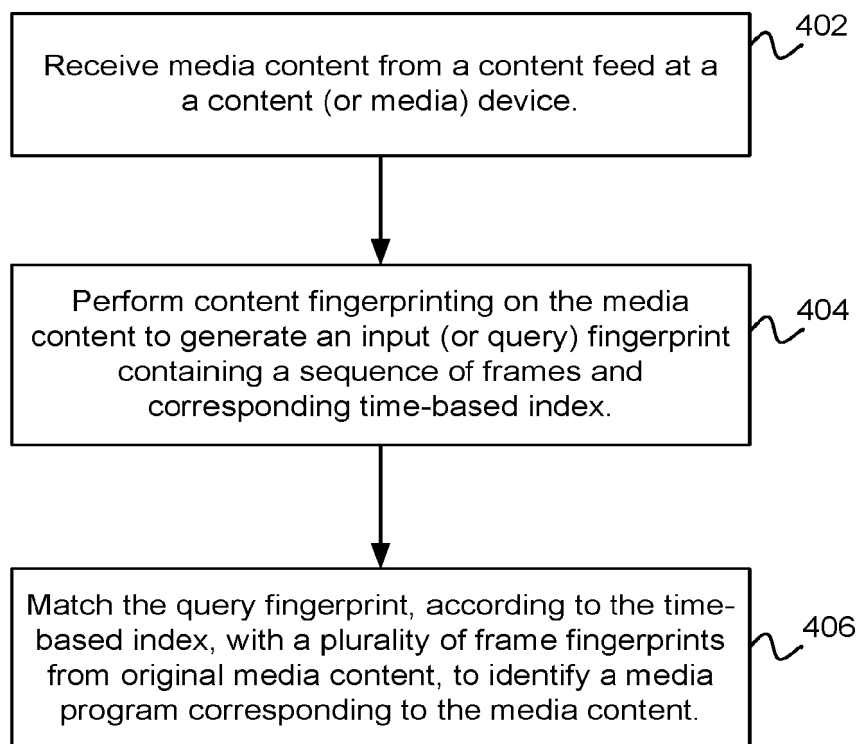 402
Receive media content from a content feed at a
a content (or media) device.
404
Perform content fingerprinting on the media
content to generate an input (or query) fingerprint
containing a sequence of frames and
corresponding time-based index.
406
Match the query fingerprint, according to the time-
based index, with a plurality of frame fingerprints
from original media content, to identify a media
program corresponding to the media content.